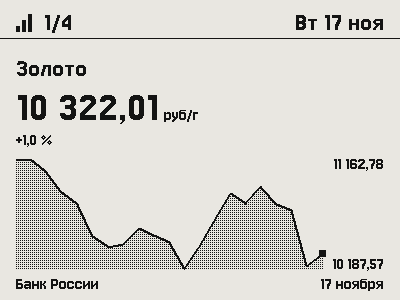 1/4 Вт 17 ноя
Золото
10 322,01 руб/г
+1,0 %
11 162,78
10 187,57
Банк России 17 ноября